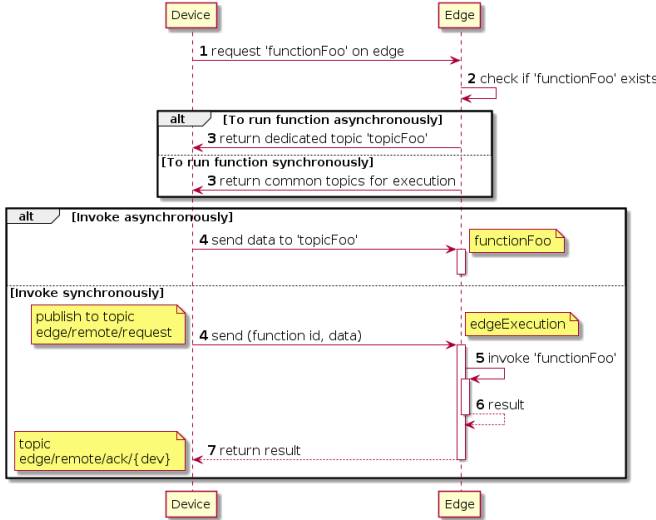 Device
Edge
1 request 'functionFoo' on edge
2 check if 'functionFoo' exists
alt [To run function asynchronously]
3 return dedicated topic 'topicFoo'
[To run function synchronously]
3 return common topics for execution
alt [Invoke asynchronously]
4 send data to 'topicFoo'
functionFoo
[Invoke synchronously]
publish to topic
edge/remote/request
4 send (function id, data)
edgeExecution
5 invoke 'functionFoo'
6 result
topic
edge/remote/ack/{dev}
7 return result
Device
Edge